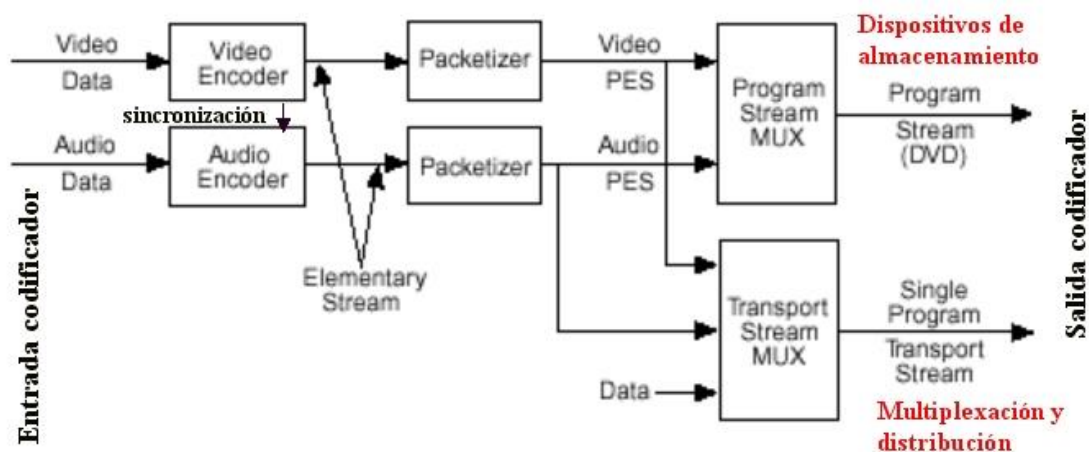 Video
Data
Video
Encoder
Packetizer
Video
PES
Program
Stream
MUX
Dispositivos de
almacenamiento
Program
Stream
(DVD)
sincronización
Audio
Data
Audio
Encoder
Packetizer
Audio
PES
Elementary
Stream
Transport
Stream
MUX
Data
Single
Program
Transport
Stream
Multiplexación y
distribución
Entrada codificador
Salida codificador